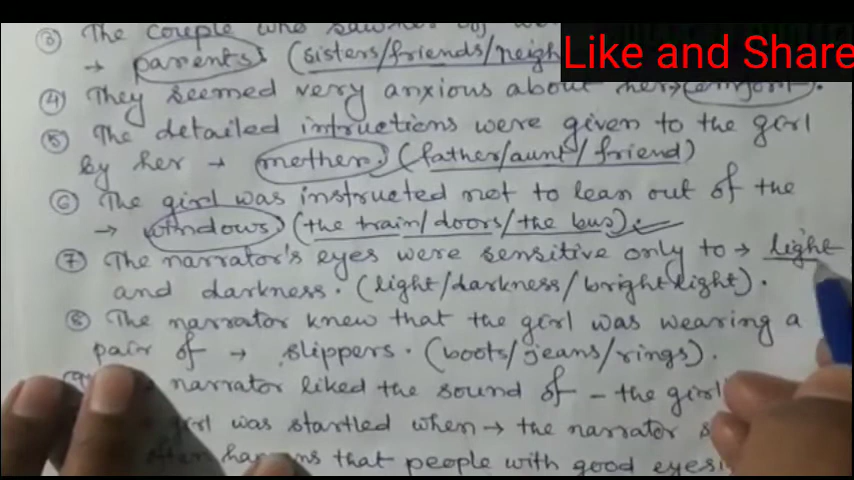 ③ The couple who
→ parents (sisters/friends/neigh
Like and Share
④ They seemed very anxious about her→ comfort.
⑤ The detailed intructions were given to the girl
by her → mother. (father/aunt/friend)
⑥ The girl was instructed not to lean out of the
→ windows (the train/doors/the bus).
⑦ The narrator's eyes were sensitive only to → light
and darkness. (light/darkness/bright light).
⑧ The narrator knew that the girl was wearing a
pair of → slippers. (boots/jeans/rings).
narrator liked the sound of - the girl
girl was startled when → the narrator s
often happens that people with good eyesi